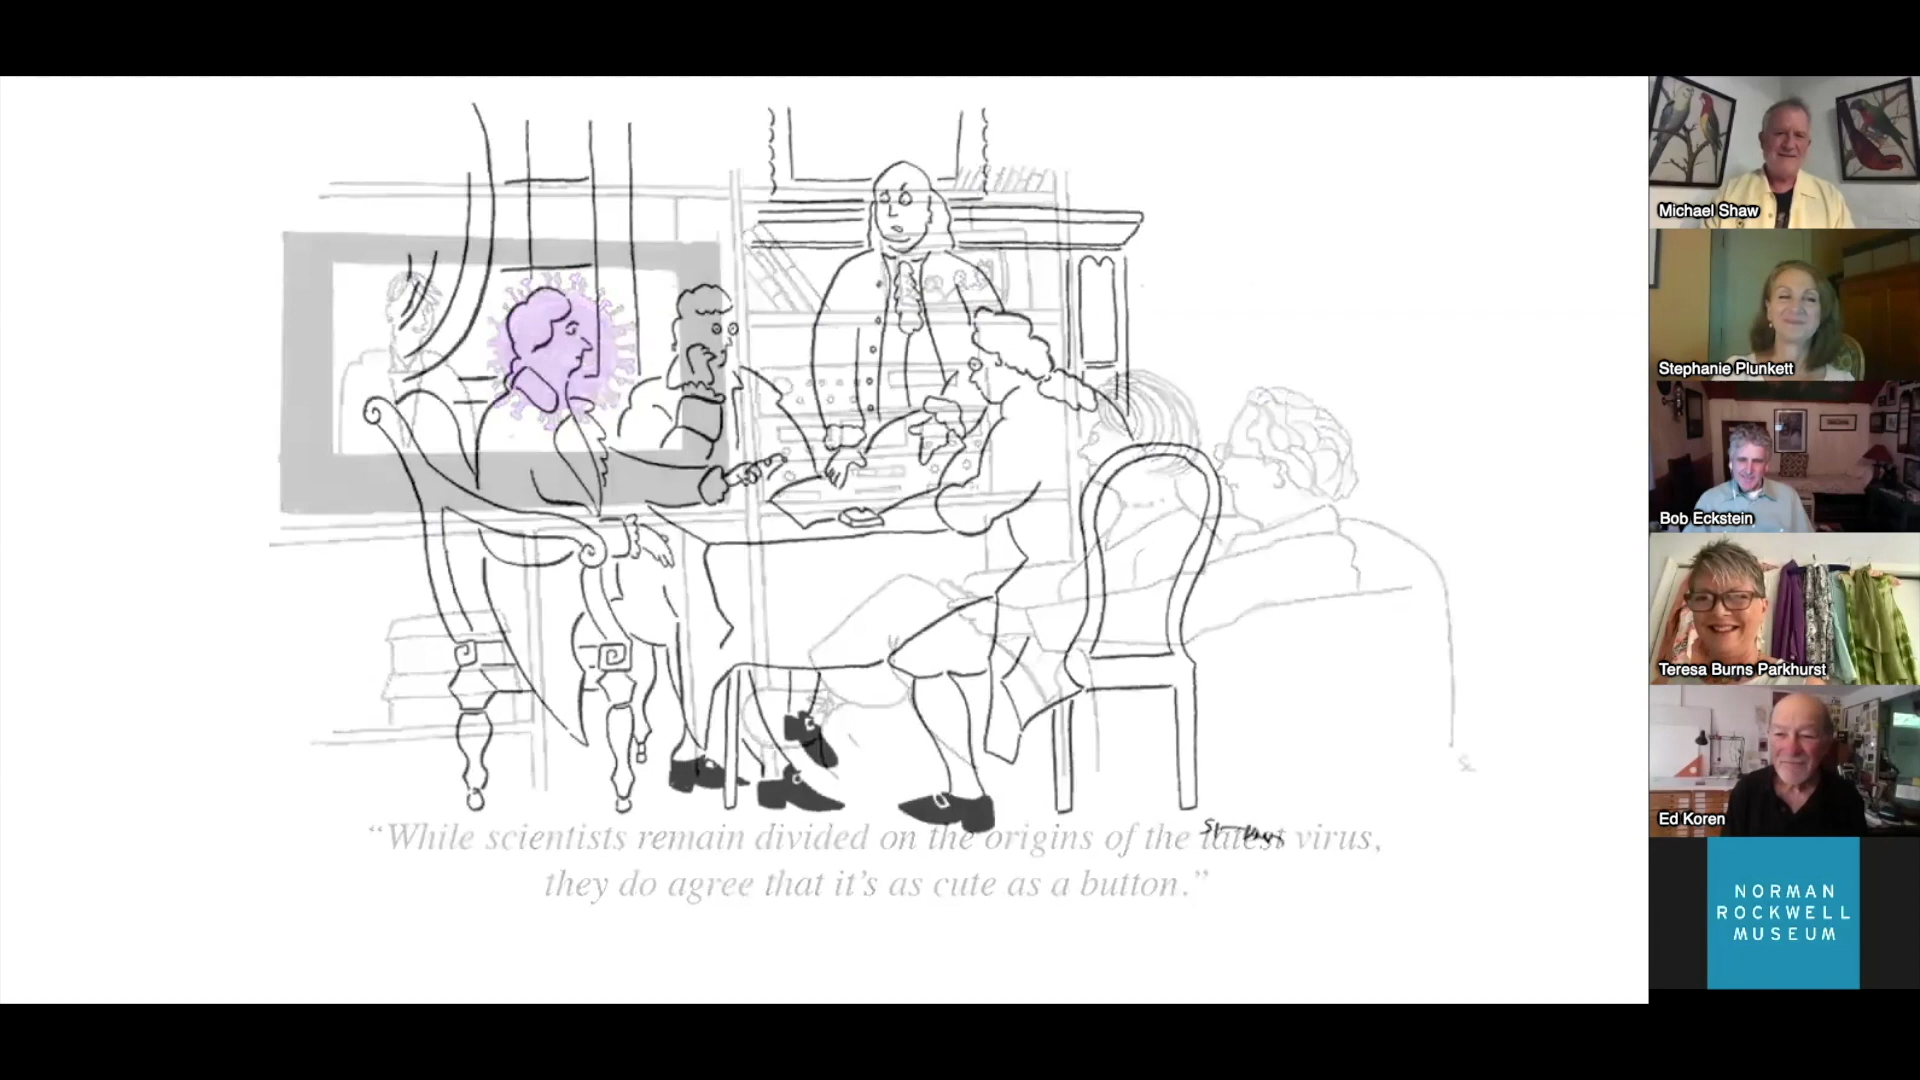 “While scientists remain divided on the origins of the latest virus,
they do agree that it’s as cute as a button.”
Michael Shaw
Stephanie Plunkett
Bob Eckstein
Teresa Burns Parkhurst
Ed Koren
NORMAN
ROCKWELL
MUSEUM